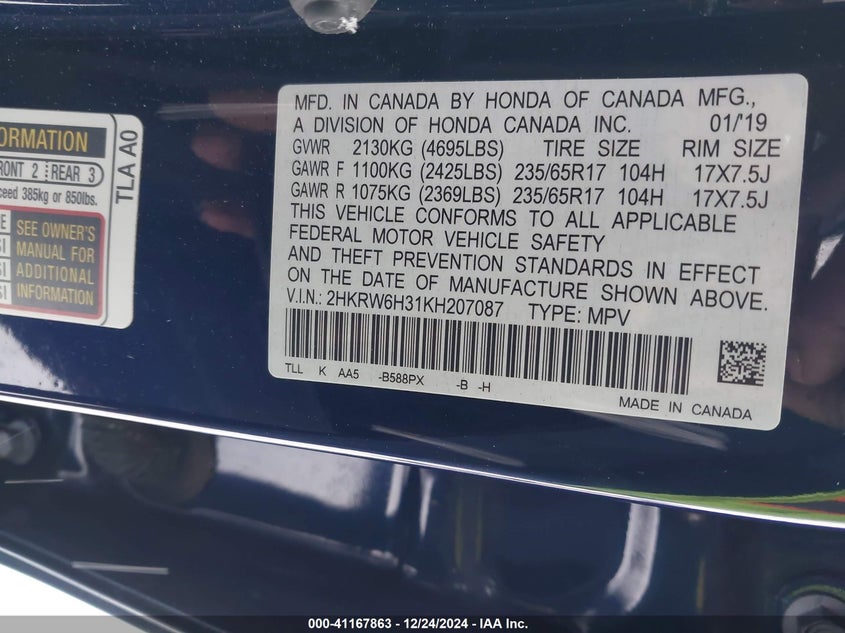 MFD. IN CANADA BY HONDA OF CANADA MFG.,
A DIVISION OF HONDA CANADA INC. 01/'19
GVWR 2130KG (4695LBS) TIRE SIZE RIM SIZE
GAWR F 1100KG (2425LBS) 235/65R17 104H 17X7.5J
GAWR R 1075KG (2369LBS) 235/65R17 104H 17X7.5J
THIS VEHICLE CONFORMS TO ALL APPLICABLE
FEDERAL MOTOR VEHICLE SAFETY
AND THEFT PREVENTION STANDARDS IN EFFECT
ON THE DATE OF MANUFACTURE SHOWN ABOVE.
V.I.N.: 2HKRW6H31KH207087 TYPE: MPV
TLL K AA5 -B588PX -B -H
MADE IN CANADA
ORMATION
RONT 2 REAR 3
ceed 385kg or 850lbs.
SEE OWNER'S
MANUAL FOR
ADDITIONAL
INFORMATION
TLA A0
000-41167863 - 12/24/2024 - IAA Inc.